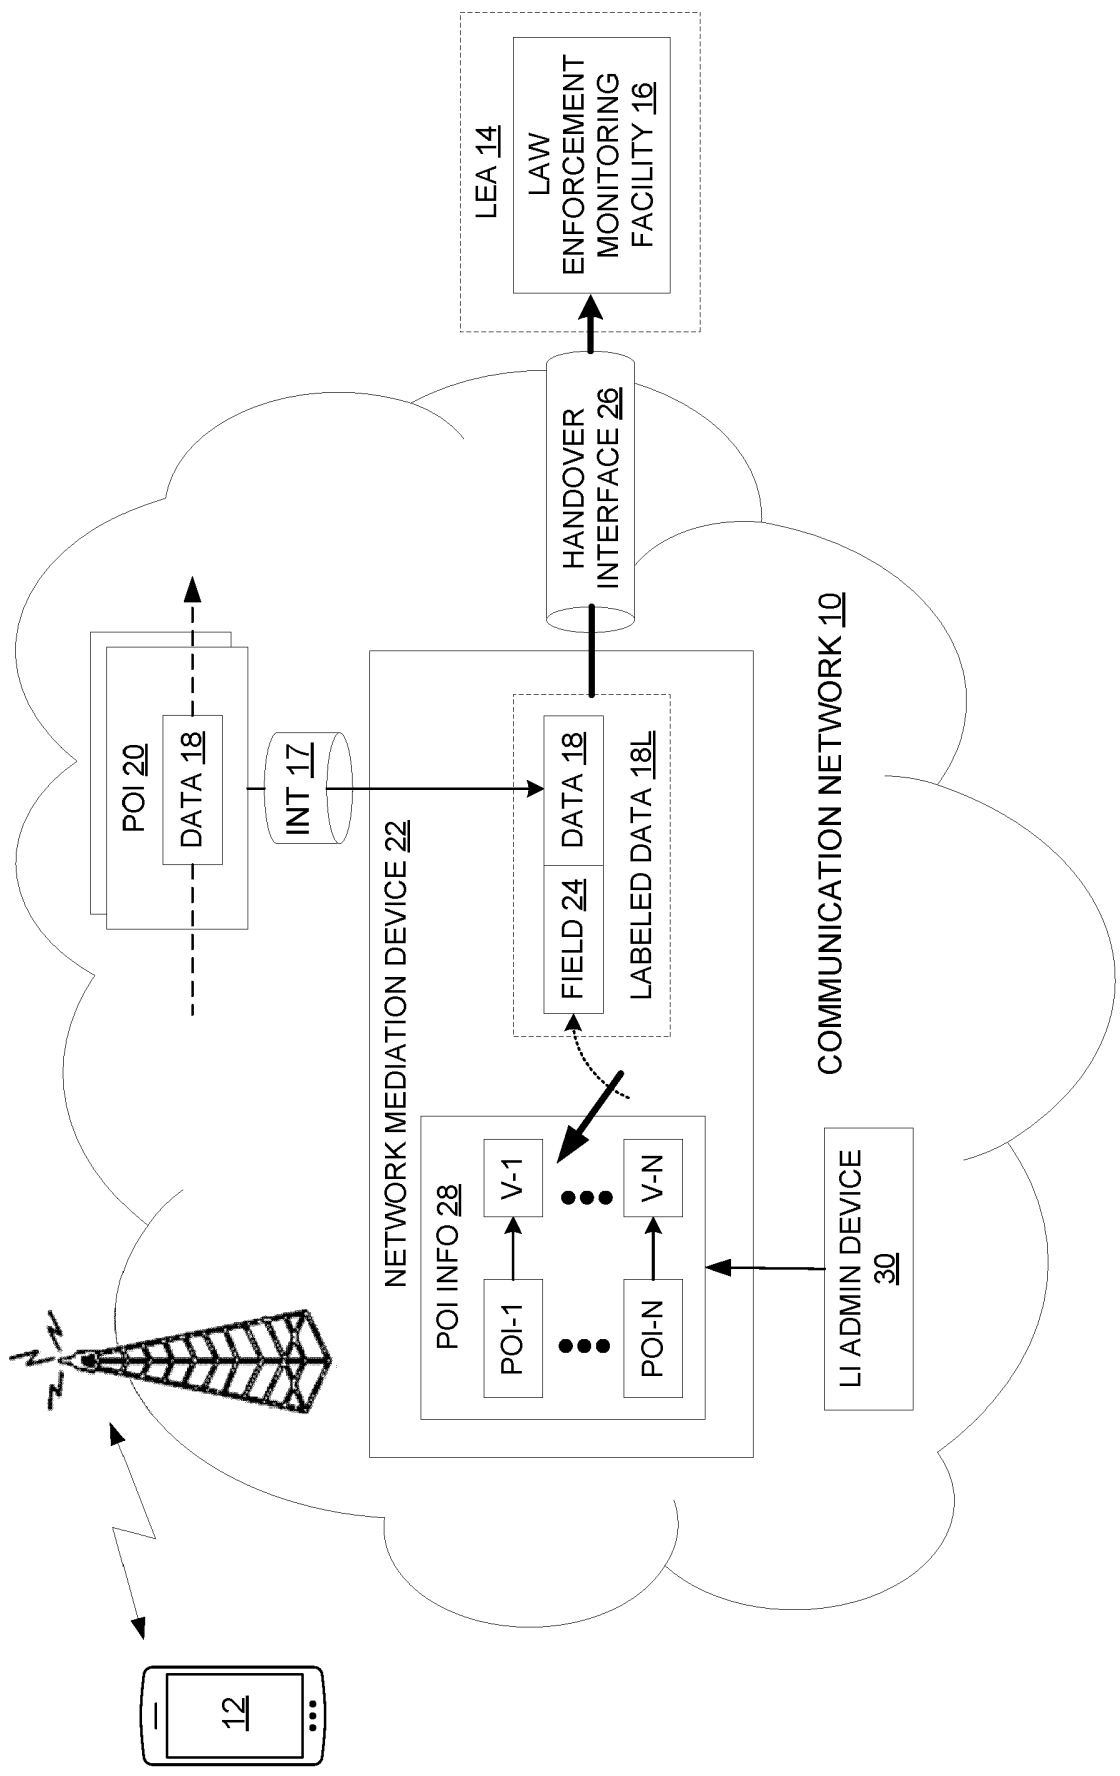 12
POI 20
DATA 18
INT 17
NETWORK MEDIATION DEVICE 22
POI INFO 28
POI-1
V-1
POI-N
V-N
FIELD 24
DATA 18
LABELED DATA 18L
HANDOVER
INTERFACE 26
LEA 14
LAW
ENFORCEMENT
MONITORING
FACILITY 16
COMMUNICATION NETWORK 10
LI ADMIN DEVICE
30